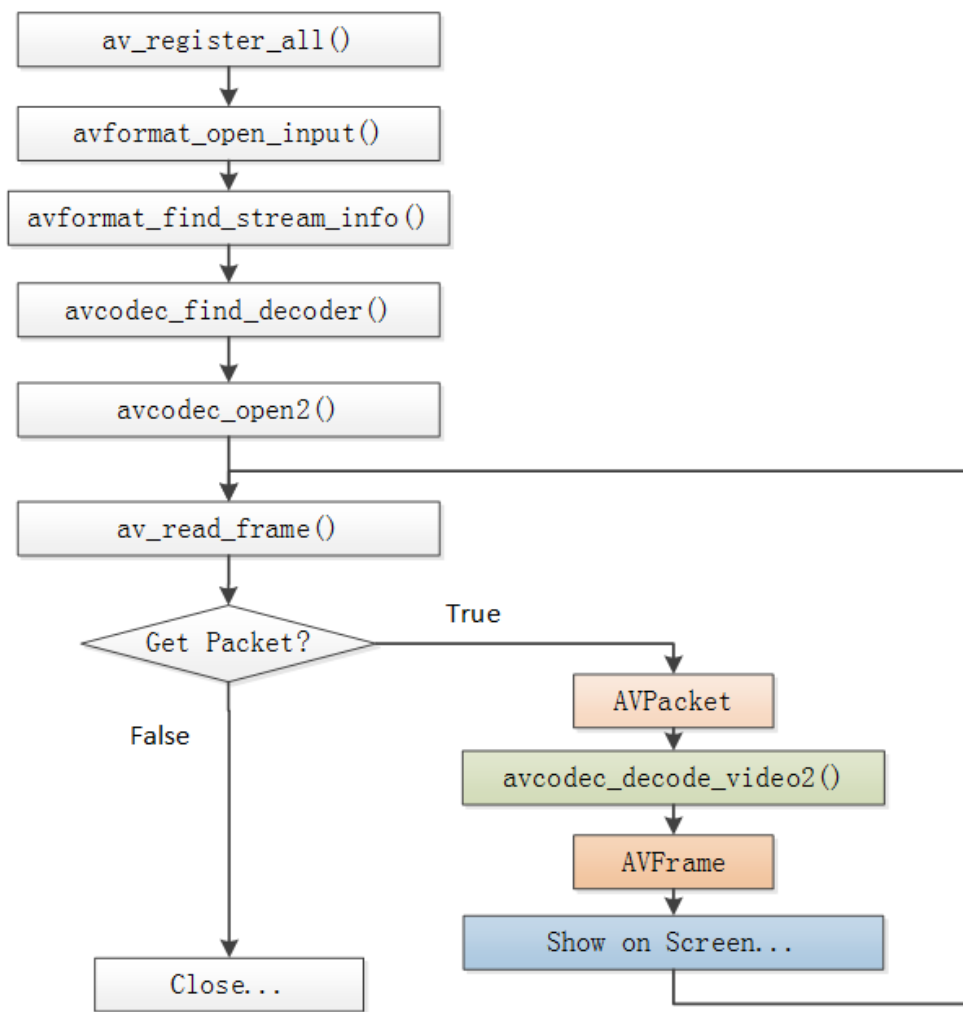 av_register_all()
avformat_open_input()
avformat_find_stream_info()
avcodec_find_decoder()
avcodec_open2()
av_read_frame()
Get Packet?
True
False
AVPacket
avcodec_decode_video2()
AVFrame
Show on Screen...
Close...